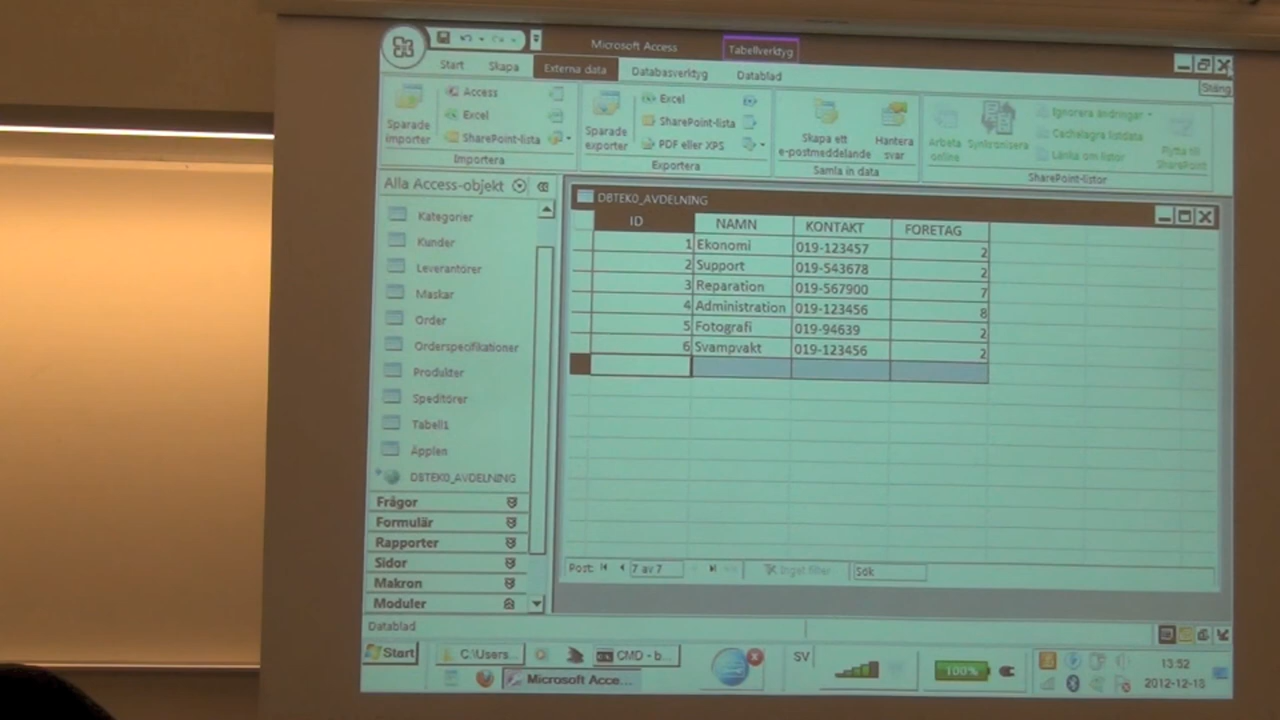 Microsoft Access Tabellverktyg
Start Skapa Externa data Databasverktyg Datablad
Stäng
Sparade importer
Access
Excel
SharePoint-lista
Importera
Sparade exporter
Excel
SharePoint-lista
PDF eller XPS
Exportera
Skapa ett e-postmeddelande
Hantera svar
Samla in data
Arbeta online
Synkronisera
Ignorera ändringar
Cachelagra listdata
Länka om listor
Flytta till SharePoint
SharePoint-listor
Alla Access-objekt
Kategorier
Kunder
Leverantörer
Maskar
Order
Orderspecifikationer
Produkter
Speditörer
Tabell1
Äpplen
DBTEK0_AVDELNING
Frågor
Formulär
Rapporter
Sidor
Makron
Moduler
DBTEK0_AVDELNING
ID NAMN KONTAKT FORETAG
1 Ekonomi 019-123457 2
2 Support 019-543678 2
3 Reparation 019-567900 7
4 Administration 019-123456 8
5 Fotografi 019-94639 2
6 Svampvakt 019-123456 2
Post: 7 av 7 Inget filter Sök
Datablad
Start C:\Users... CMD - b... SV 100% 13:52
Microsoft Acce... 2012-12-18